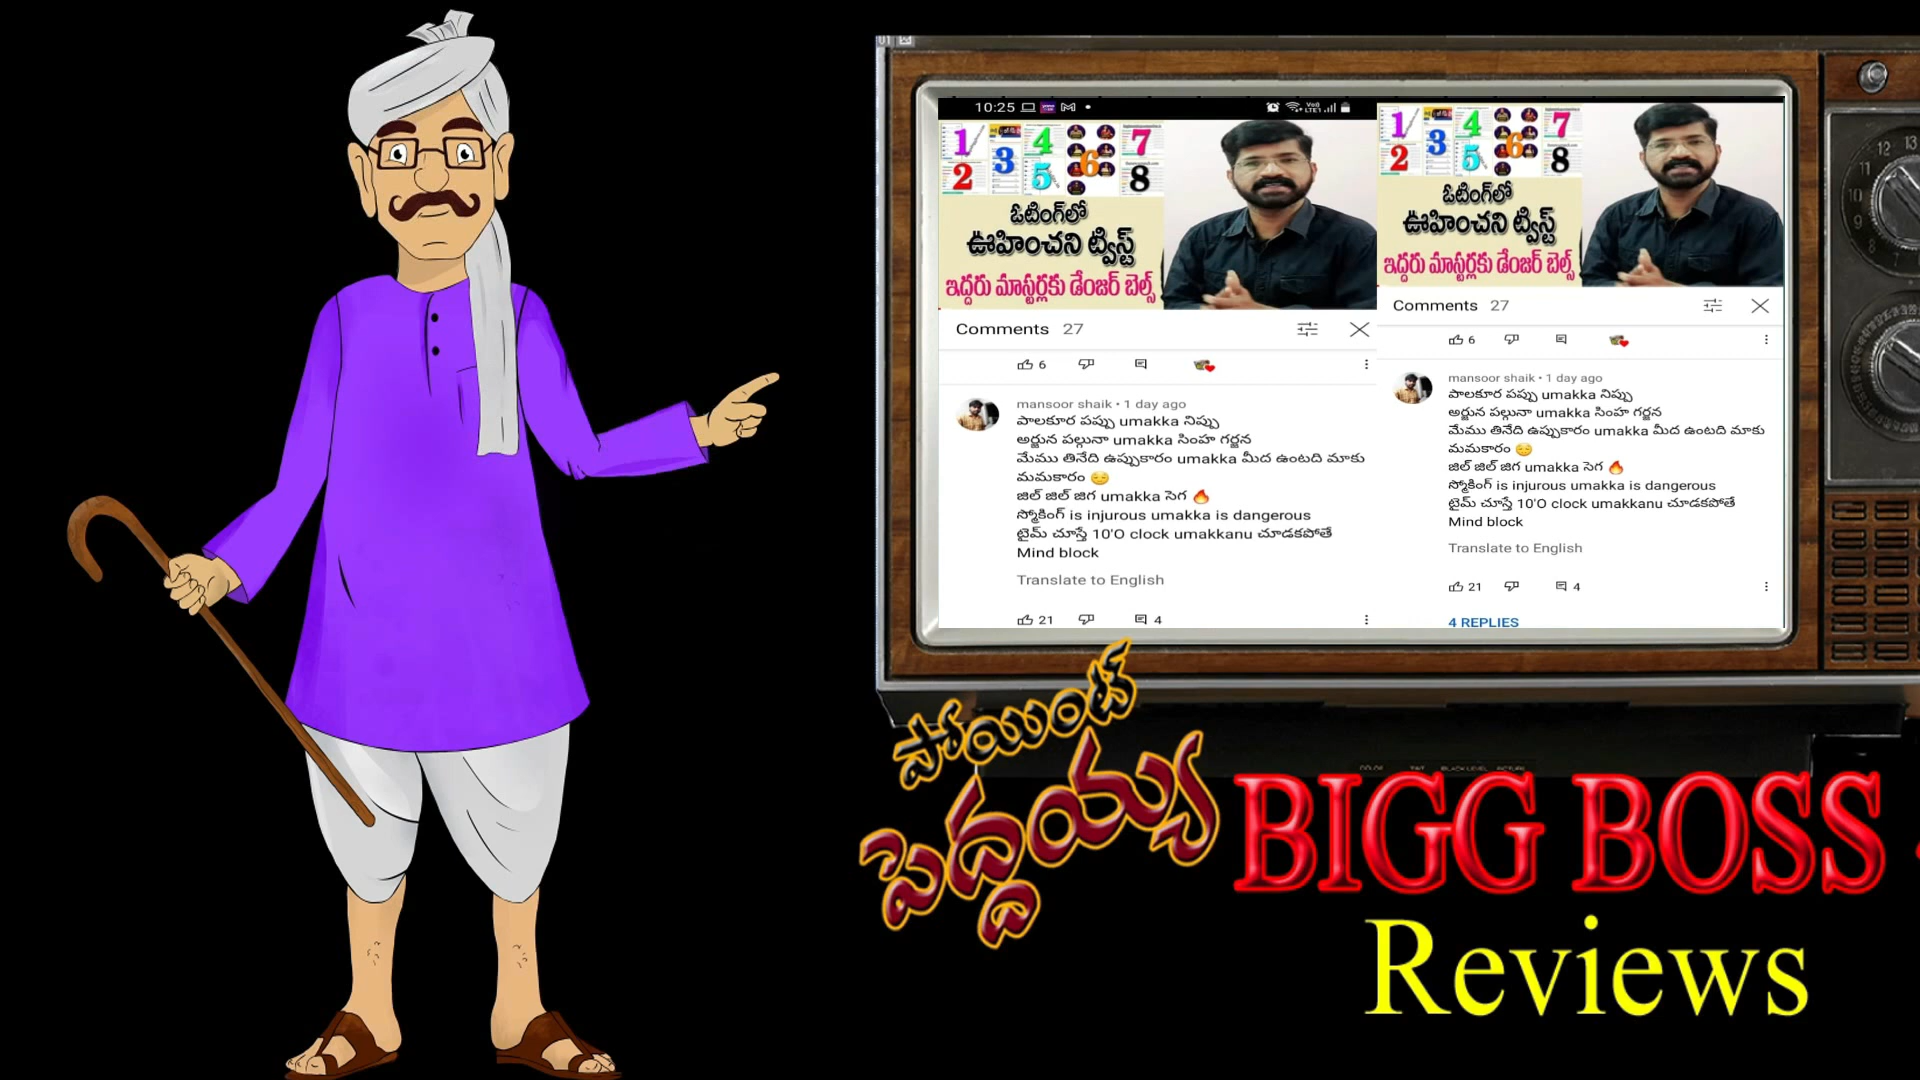 10:25
1 2 3 4 5 6 7 8
ఓటింగ్‌లో
ఊహించని ట్విస్ట్
ఇద్దరు మాస్టర్లకు డేంజర్ బెల్స్
Comments 27
6
mansoor shaik • 1 day ago
పాలకూర పప్పు umakka నిప్పు
అర్జున పల్గునా umakka సింహ గర్జన
మేము తినేది ఉప్పుకారం umakka మీద ఉంటది మాకు
మమకారం 😔
జిల్ జిల్ జిగ umakka సెగ 🔥
స్మోకింగ్ is injurous umakka is dangerous
టైమ్ చూస్తే 10'O clock umakkanu చూడకపోతే
Mind block
Translate to English
21 4
1 2 3 4 5 6 7 8
ఓటింగ్‌లో
ఊహించని ట్విస్ట్
ఇద్దరు మాస్టర్లకు డేంజర్ బెల్స్
Comments 27
6
mansoor shaik • 1 day ago
పాలకూర పప్పు umakka నిప్పు
అర్జున పల్గునా umakka సింహ గర్జన
మేము తినేది ఉప్పుకారం umakka మీద ఉంటది మాకు
మమకారం 😔
జిల్ జిల్ జిగ umakka సెగ 🔥
స్మోకింగ్ is injurous umakka is dangerous
టైమ్ చూస్తే 10'O clock umakkanu చూడకపోతే
Mind block
Translate to English
21 4
4 REPLIES
పోయింట్
పెద్దయ్య
BIGG BOSS
Reviews